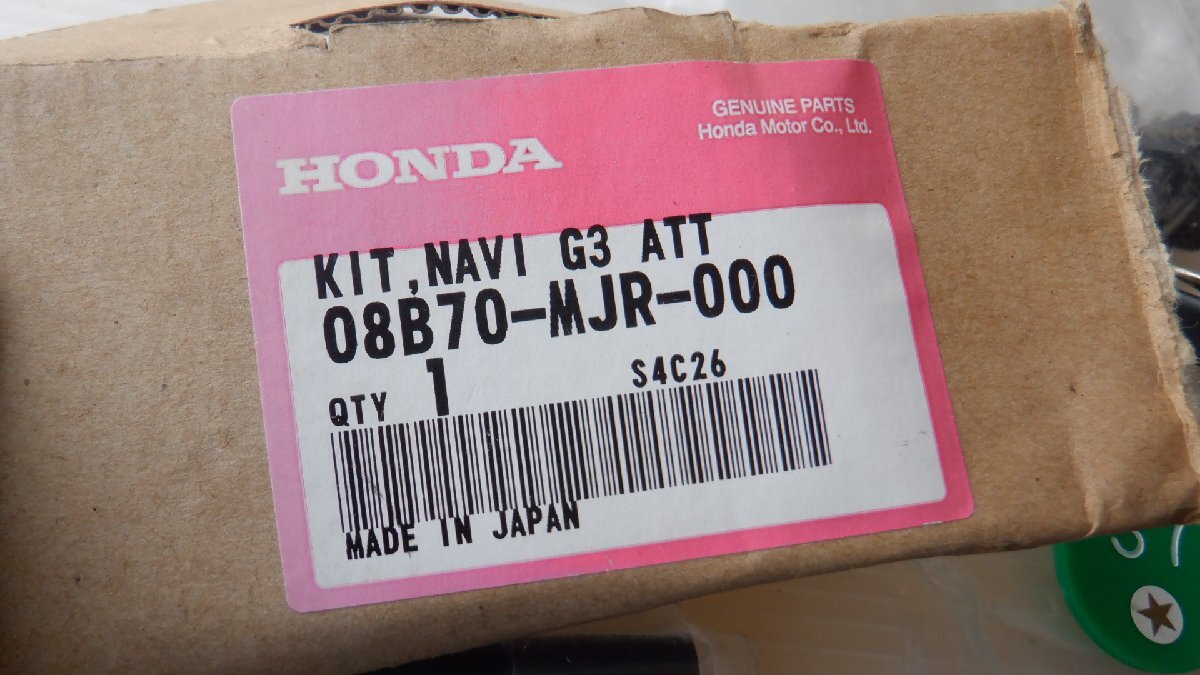 GENUINE PARTS
Honda Motor Co., Ltd.
HONDA
KIT,NAVI G3 ATT
08B70-MJR-000
QTY 1 S4C26
MADE IN JAPAN